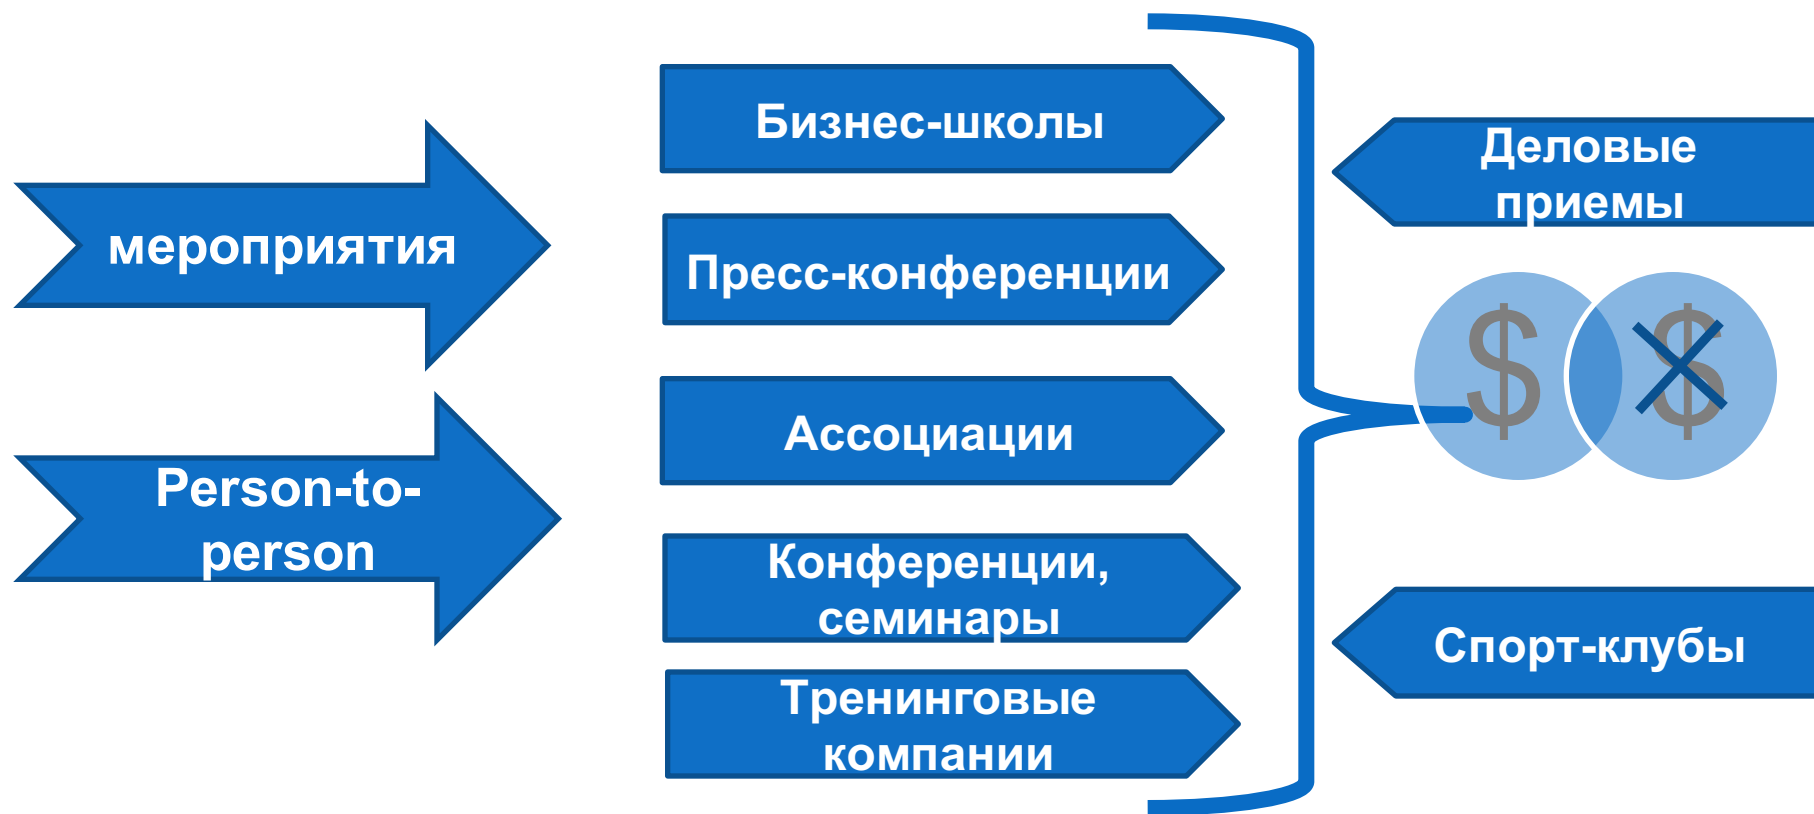 мероприятия
Person-to-
person
Бизнес-школы
Пресс-конференции
Ассоциации
Конференции,
семинары
Тренинговые
компании
Деловые
приемы
$ $
Спорт-клубы